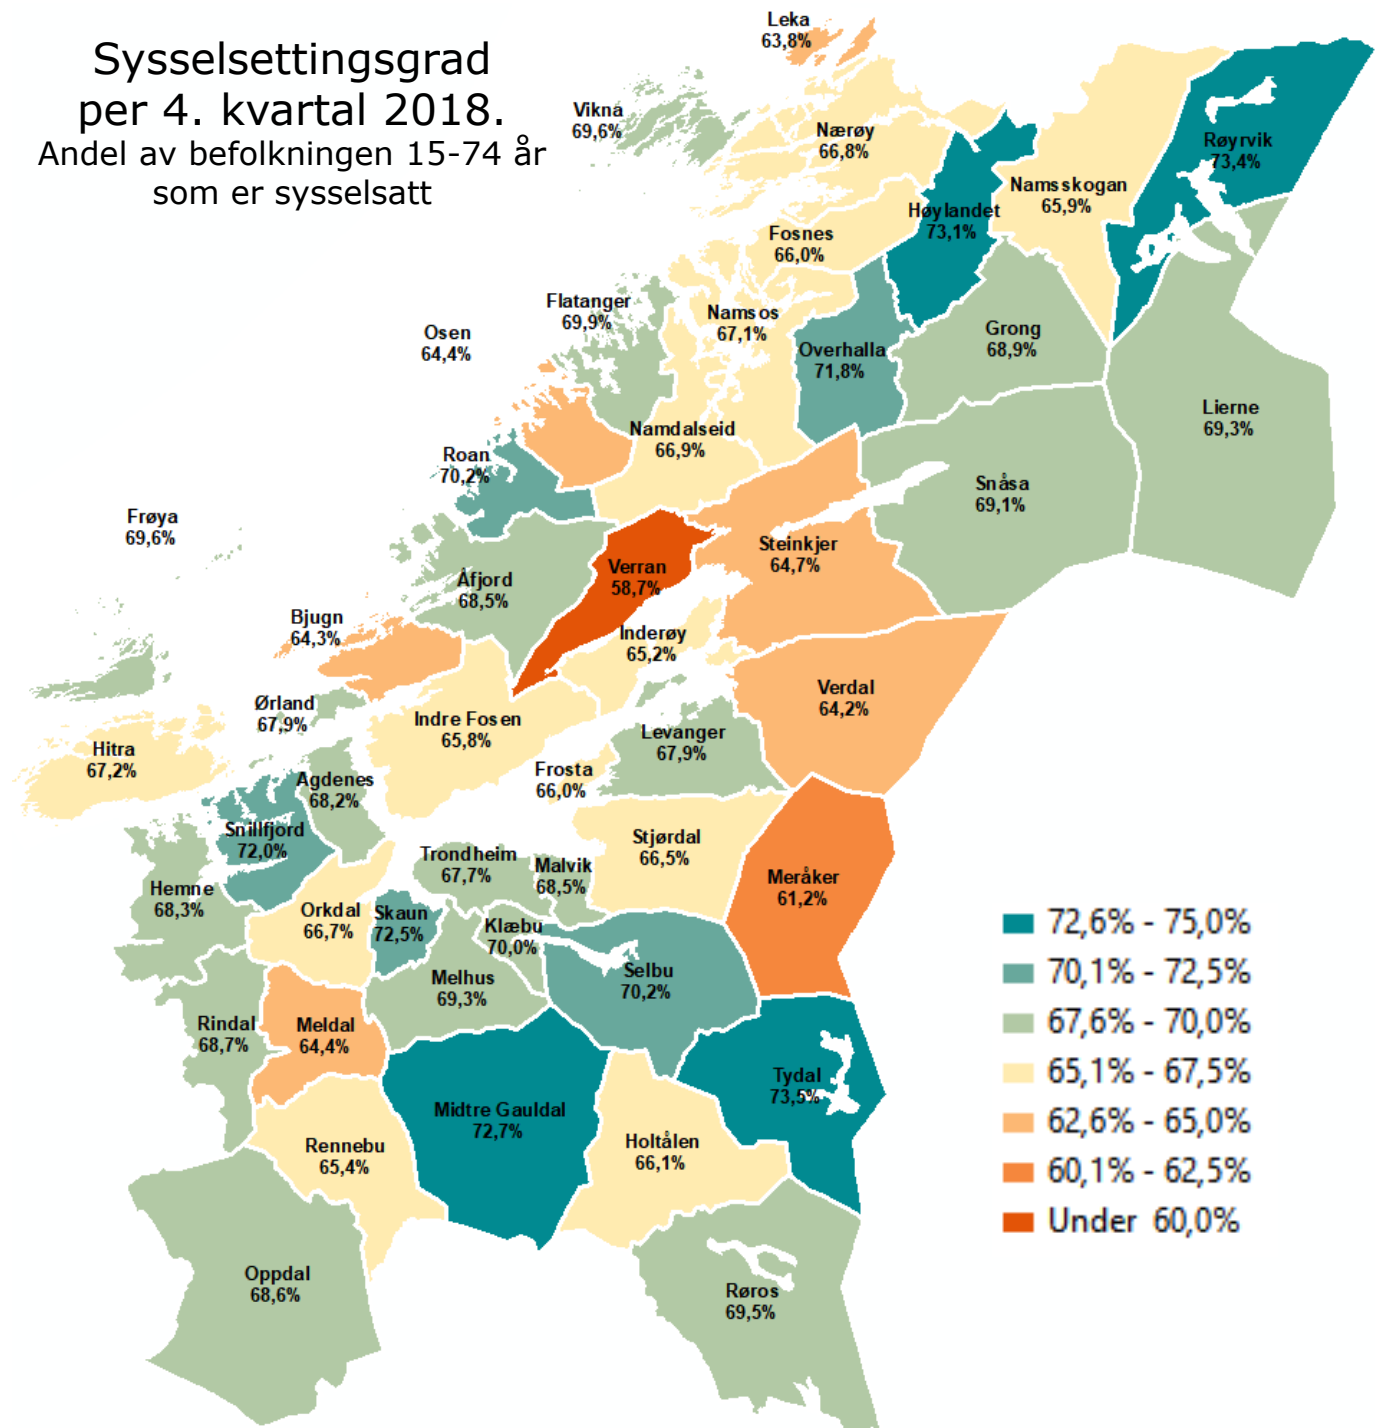 Sysselsettingsgrad
per 4. kvartal 2018.
Andel av befolkningen 15-74 år
som er sysselsatt
Leka
63,8%
Vikna
69,6%
Nærøy
66,8%
Røyrvik
73,4%
Namsskogan
65,9%
Høylandet
73,1%
Fosnes
66,0%
Flatanger
69,9%
Namsos
67,1%
Osen
64,4%
Grong
68,9%
Overhalla
71,8%
Lierne
69,3%
Namdalseid
66,9%
Roan
70,2%
Snåsa
69,1%
Frøya
69,6%
Steinkjer
64,7%
Verran
58,7%
Åfjord
68,5%
Bjugn
64,3%
Inderøy
65,2%
Verdal
64,2%
Ørland
67,9%
Indre Fosen
65,8%
Levanger
67,9%
Hitra
67,2%
Frosta
66,0%
Agdenes
68,2%
Snillfjord
72,0%
Stjørdal
66,5%
Trondheim
67,7%
Malvik
68,5%
Meråker
61,2%
Hemne
68,3%
Orkdal
66,7%
Skaun
72,5%
Klæbu
70,0%
Selbu
70,2%
Melhus
69,3%
Rindal
68,7%
Meldal
64,4%
Tydal
73,5%
Midtre Gauldal
72,7%
Holtålen
66,1%
Rennebu
65,4%
Oppdal
68,6%
Røros
69,5%
72,6% - 75,0%
70,1% - 72,5%
67,6% - 70,0%
65,1% - 67,5%
62,6% - 65,0%
60,1% - 62,5%
Under 60,0%